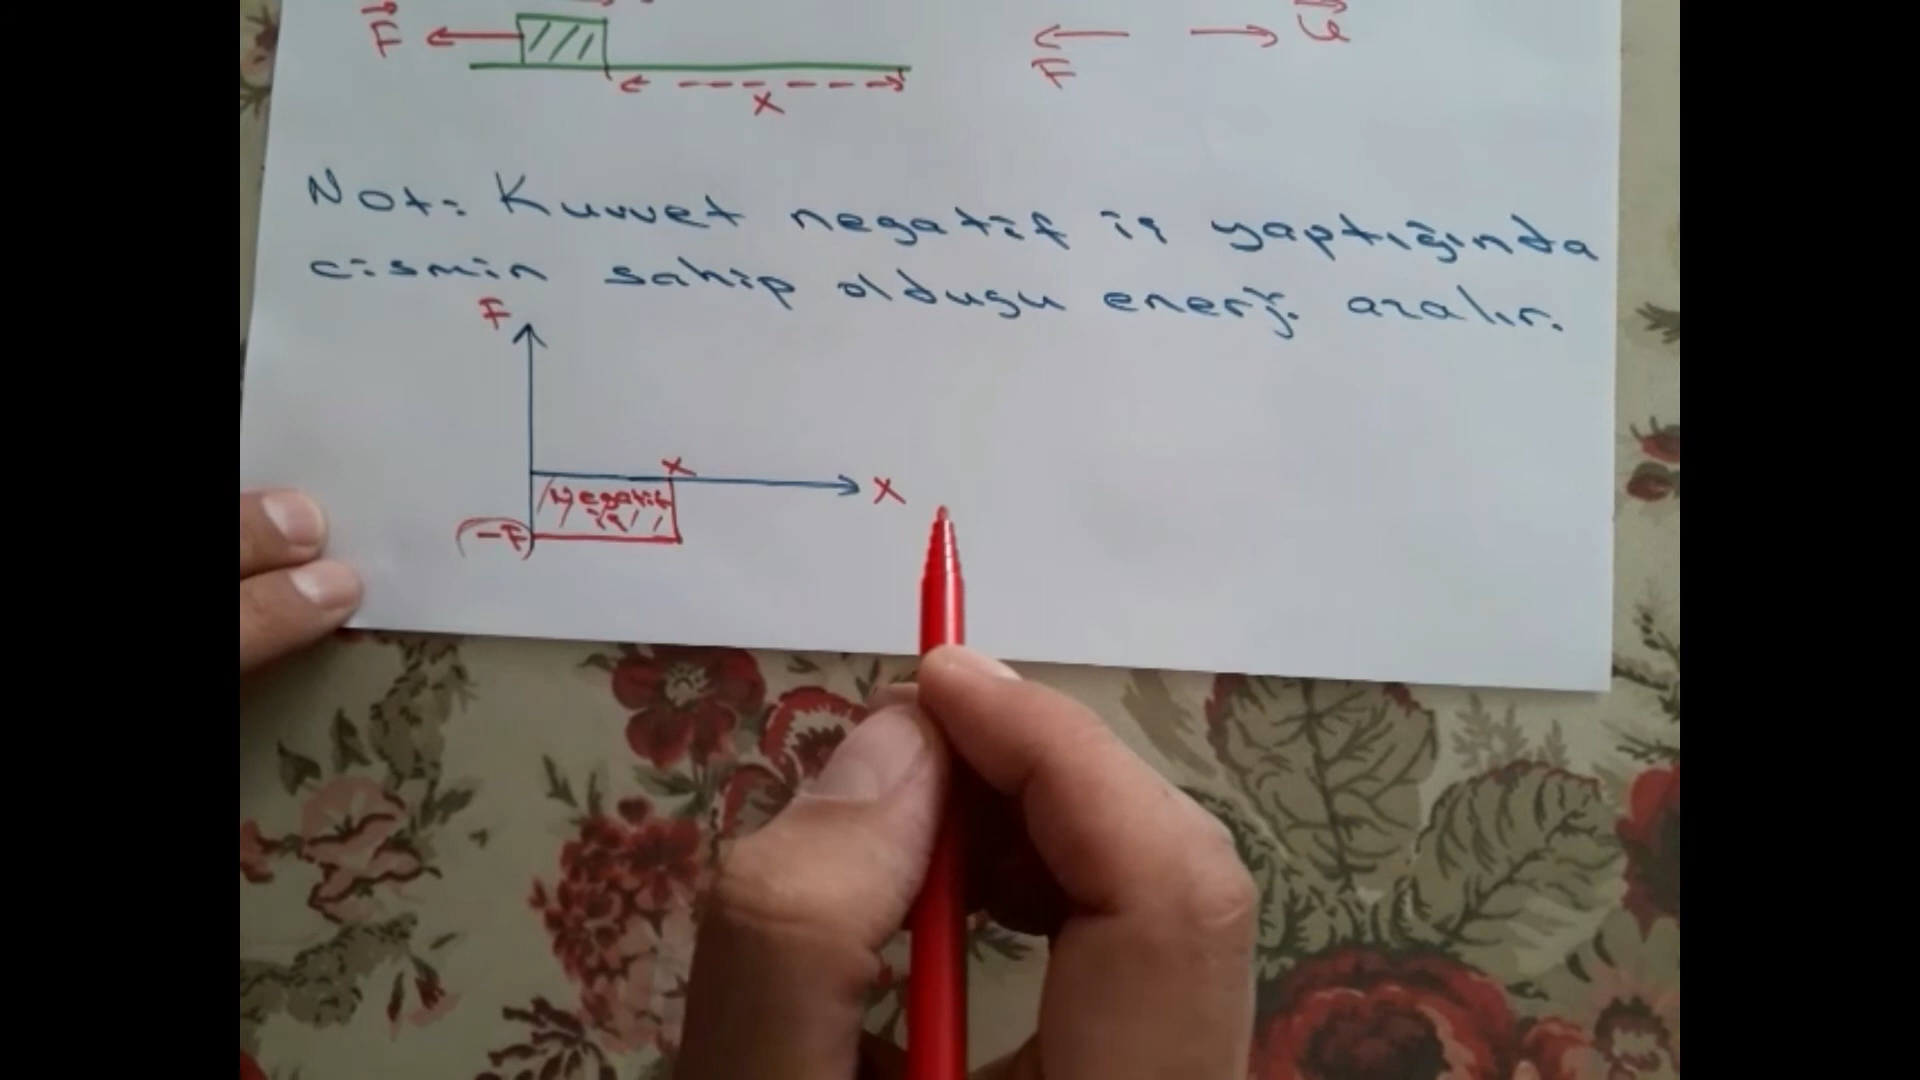 F
F
x
Not: Kuvvet negatif iş yaptığında
cismin sahip olduğu enerji azalır.
F
x
x
Negatif
iş
-F